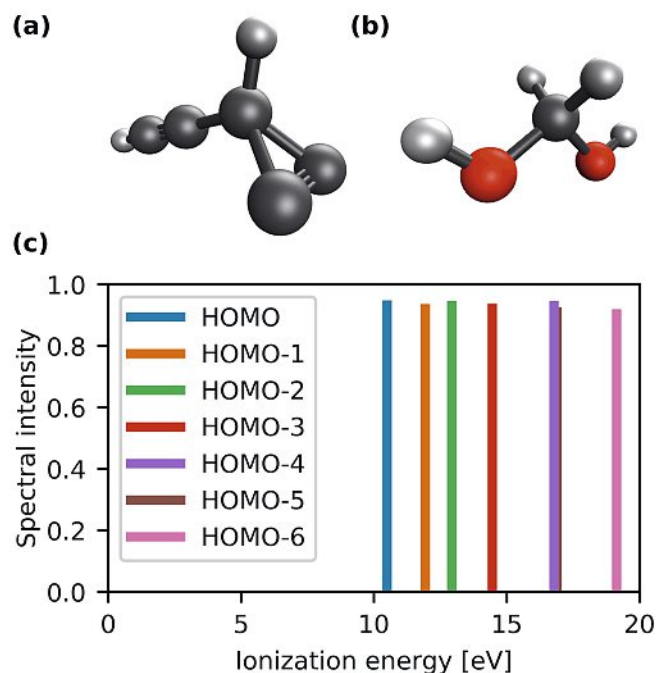 (a)
(b)
(c)
1.0
0.8
0.6
0.4
0.2
0.0
Spectral intensity
HOMO
HOMO-1
HOMO-2
HOMO-3
HOMO-4
HOMO-5
HOMO-6
0 5 10 15 20
Ionization energy [eV]